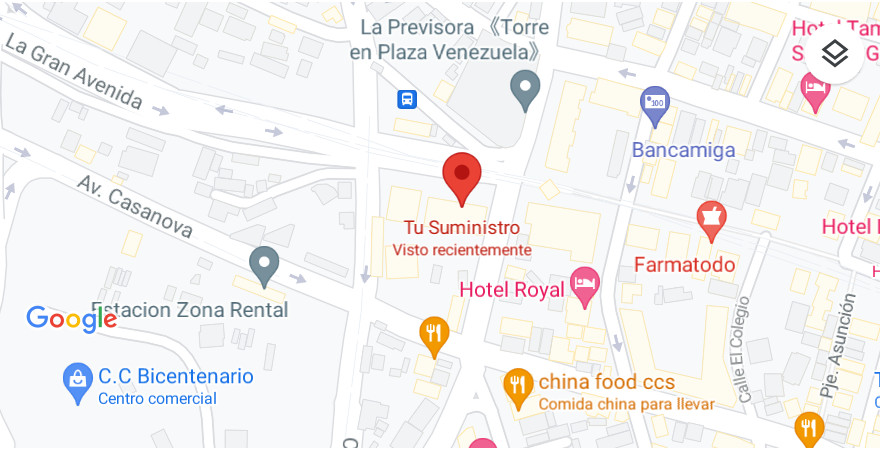 La Previsora 《Torre
en Plaza Venezuela》
Hotel Tam
La Gran Avenida
100
Bancamiga
Av. Casanova
Tu Suministro
Visto recientemente
Hotel
Farmatodo
Hotel Royal
Estacion Zona Rental
Google
Calle El Colegio
Pje. Asunción
C.C Bicentenario
Centro comercial
china food ccs
Comida china para llevar